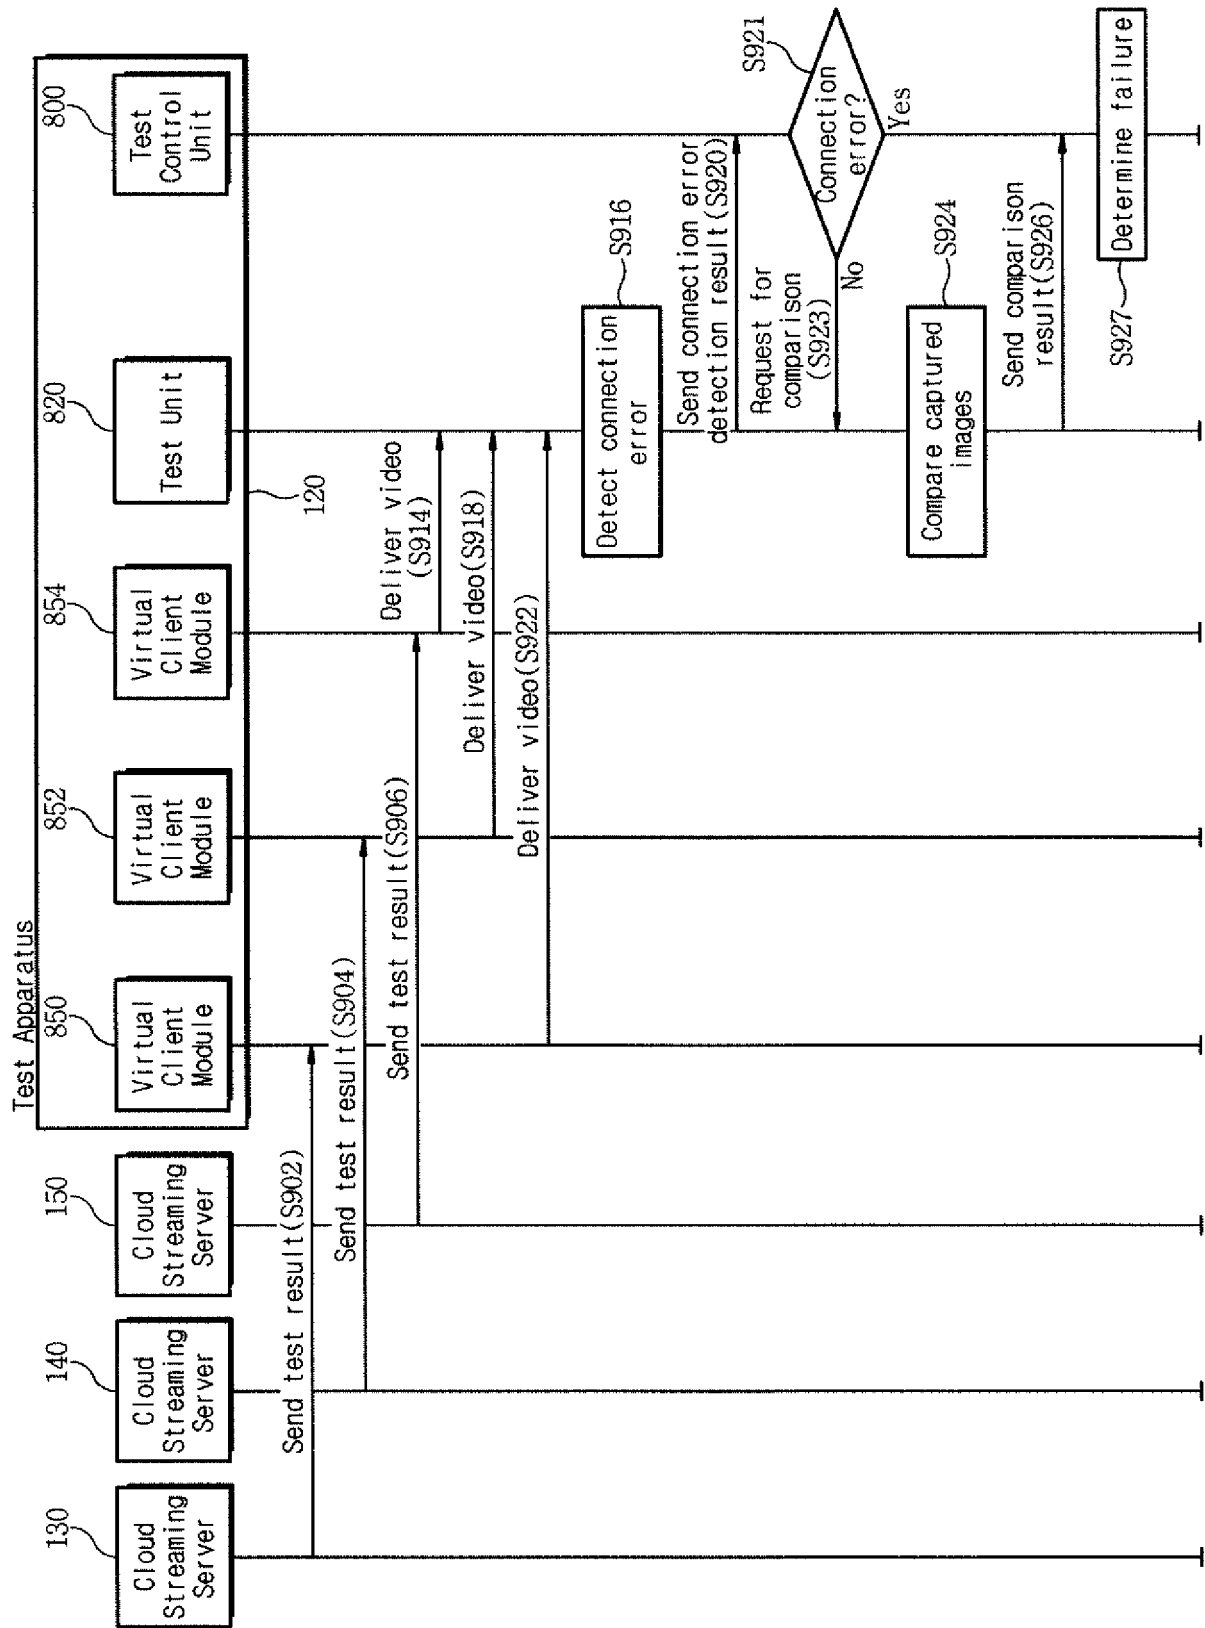 Test Apparatus
130
Cloud
Streaming
Server
140
Cloud
Streaming
Server
150
Cloud
Streaming
Server
850
Virtual
Client
Module
852
Virtual
Client
Module
854
Virtual
Client
Module
820
Test Unit
800
Test
Control
Unit
120
Send test result(S902)
Send test result(S904)
Send test result(S906)
Deliver video
(S914)
Deliver video(S918)
Deliver video(S922)
Detect connection
error
S916
Send connection error
detection result(S920)
Connection
error?
S921
Request for
comparison
(S923)
No
Yes
Compare captured
images
S924
Send comparison
result(S926)
Determine failure
S927